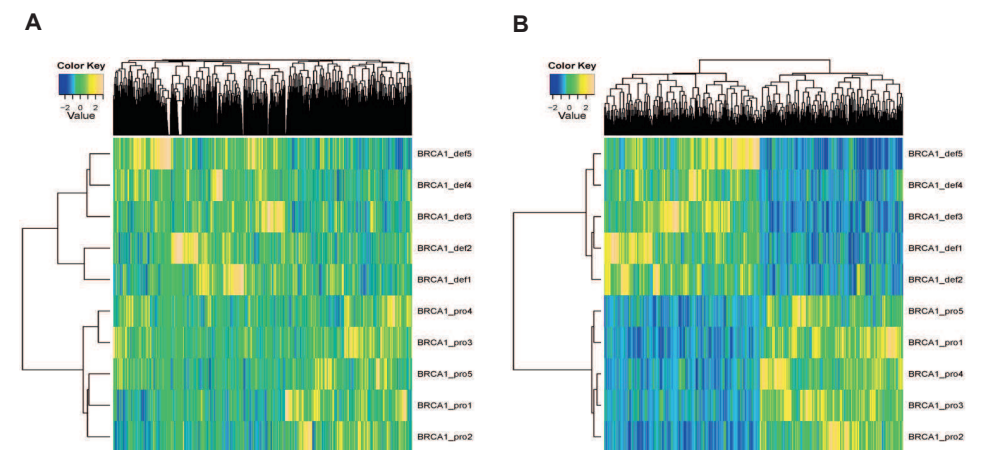 A
Color Key
−2 0 2
Value
BRCA1_def5
BRCA1_def4
BRCA1_def3
BRCA1_def2
BRCA1_def1
BRCA1_pro4
BRCA1_pro3
BRCA1_pro5
BRCA1_pro1
BRCA1_pro2
B
Color Key
−2 0 2
Value
BRCA1_def5
BRCA1_def4
BRCA1_def3
BRCA1_def1
BRCA1_def2
BRCA1_pro5
BRCA1_pro1
BRCA1_pro4
BRCA1_pro3
BRCA1_pro2